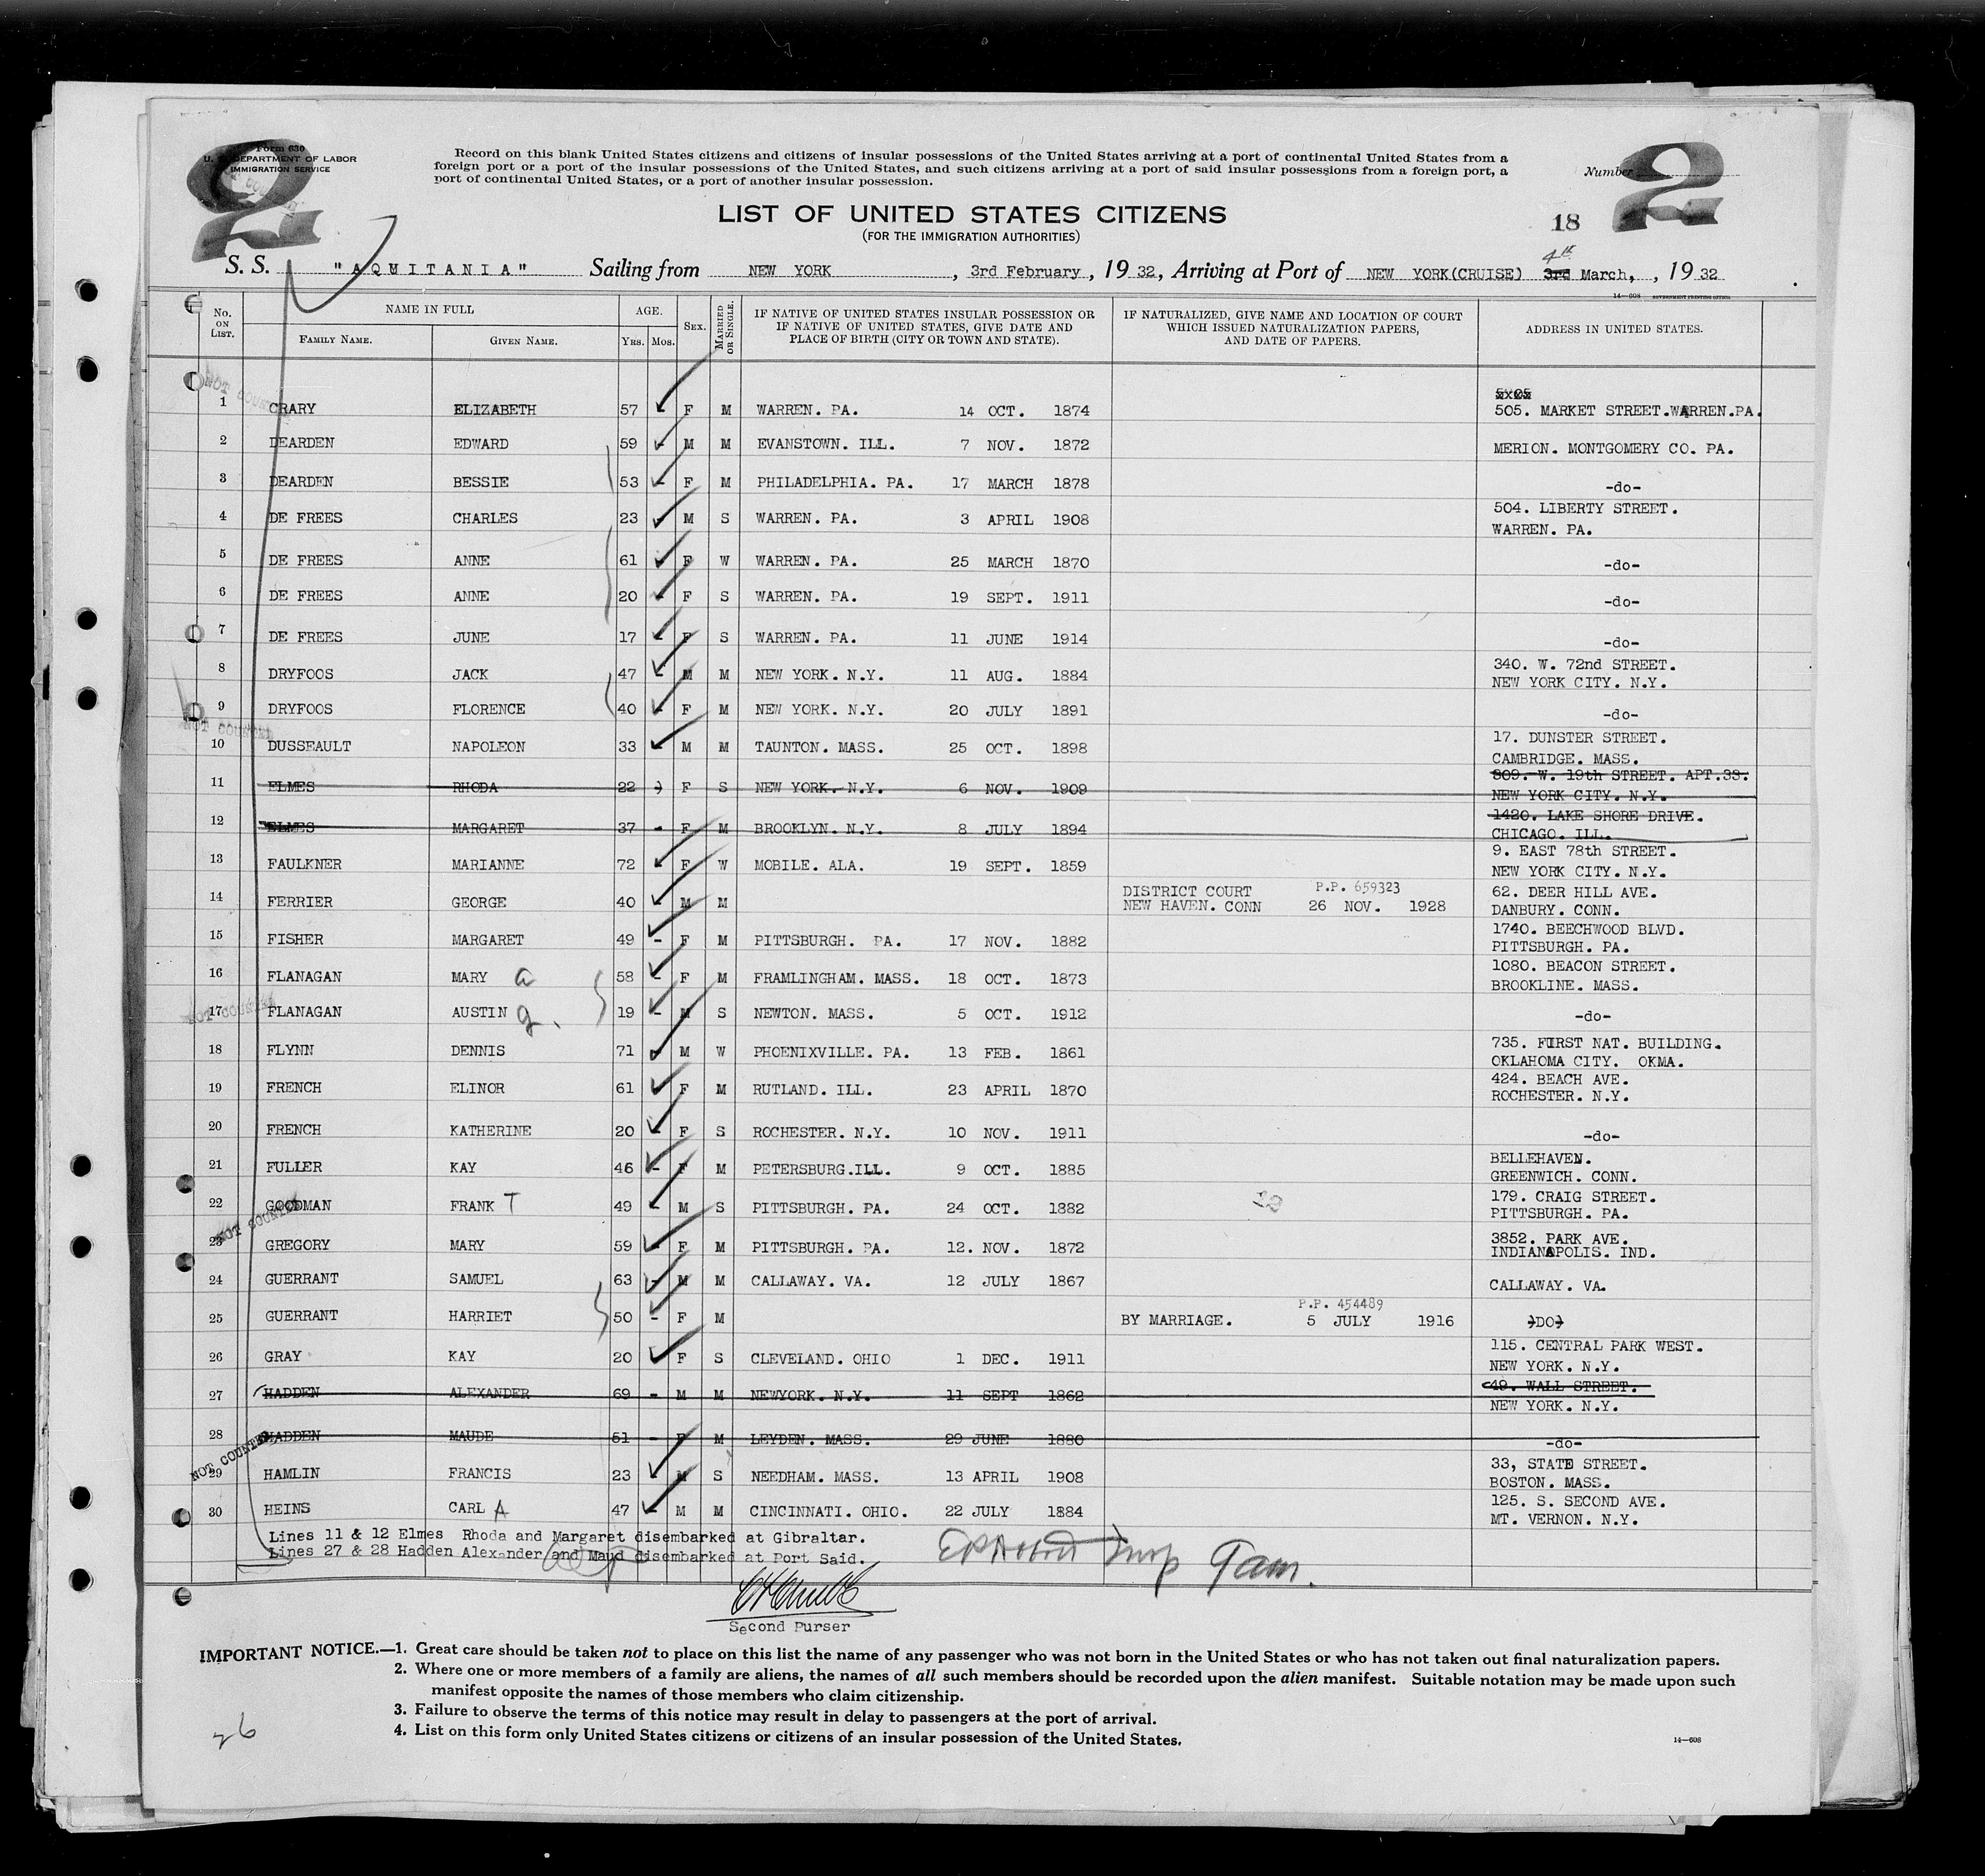 Form 630
U. S. DEPARTMENT OF LABOR
IMMIGRATION SERVICE
2
Record on this blank United States citizens and citizens of insular possessions of the United States arriving at a port of continental United States from a
foreign port or a port of the insular possessions of the United States, and such citizens arriving at a port of said insular possessions from a foreign port, a
port of continental United States, or a port of another insular possession.
Number
2
LIST OF UNITED STATES CITIZENS
(FOR THE IMMIGRATION AUTHORITIES)
18
S. S. "AQUITANIA" Sailing from NEW YORK, 3rd February, 1932, Arriving at Port of NEW YORK(CRUISE) 3rd 4th March, , 1932
14—608 GOVERNMENT PRINTING OFFICE
No. ON LIST. NAME IN FULL FAMILY NAME. GIVEN NAME. AGE. YRS. MOS. SEX. MARRIED OR SINGLE. IF NATIVE OF UNITED STATES INSULAR POSSESSION OR IF NATIVE OF UNITED STATES, GIVE DATE AND PLACE OF BIRTH (CITY OR TOWN AND STATE). IF NATURALIZED, GIVE NAME AND LOCATION OF COURT WHICH ISSUED NATURALIZATION PAPERS, AND DATE OF PAPERS. ADDRESS IN UNITED STATES.
NOT COUNTED
1 CRARY ELIZABETH 57 - F M WARREN. PA. 14 OCT. 1874 505. MARKET STREET.WARREN.PA.
2 DEARDEN EDWARD 59 - M M EVANSTOWN. ILL. 7 NOV. 1872 MERION. MONTGOMERY CO. PA.
3 DEARDEN BESSIE 53 - F M PHILADELPHIA. PA. 17 MARCH 1878 -do-
4 DE FREES CHARLES 23 - M S WARREN. PA. 3 APRIL 1908 504. LIBERTY STREET.
WARREN. PA.
5 DE FREES ANNE 61 - F W WARREN. PA. 25 MARCH 1870 -do-
6 DE FREES ANNE 20 - F S WARREN. PA. 19 SEPT. 1911 -do-
7 DE FREES JUNE 17 - F S WARREN. PA. 11 JUNE 1914 -do-
8 DRYFOOS JACK 47 - M M NEW YORK. N.Y. 11 AUG. 1884 340. W. 72nd STREET.
NEW YORK CITY. N.Y.
9 DRYFOOS FLORENCE 40 - F M NEW YORK. N.Y. 20 JULY 1891 -do-
NOT COUNTED
10 DUSSEAULT NAPOLEON 33 - M M TAUNTON. MASS. 25 OCT. 1898 17. DUNSTER STREET.
CAMBRIDGE. MASS.
11 ELMES RHODA 22 ) F S NEW YORK. N.Y. 6 NOV. 1909 309. W. 19th STREET. APT.38.
NEW YORK CITY. N.Y.
12 ELMES MARGARET 37 - F M BROOKLYN. N.Y. 8 JULY 1894 1420. LAKE SHORE DRIVE.
CHICAGO. ILL.
13 FAULKNER MARIANNE 72 - F W MOBILE. ALA. 19 SEPT. 1859 9. EAST 78th STREET.
NEW YORK CITY. N.Y.
14 FERRIER GEORGE 40 - M M DISTRICT COURT P.P. 659323 62. DEER HILL AVE.
NEW HAVEN. CONN 26 NOV. 1928 DANBURY. CONN.
15 FISHER MARGARET 49 - F M PITTSBURGH. PA. 17 NOV. 1882 1740. BEECHWOOD BLVD.
PITTSBURGH. PA.
16 FLANAGAN MARY a 58 - F M FRAMLINGHAM. MASS. 18 OCT. 1873 1080. BEACON STREET.
BROOKLINE. MASS.
NOT COUNTED
17 FLANAGAN AUSTIN g. 19 - M S NEWTON. MASS. 5 OCT. 1912 -do-
18 FLYNN DENNIS 71 - M W PHOENIXVILLE. PA. 13 FEB. 1861 735. FIRST NAT. BUILDING.
OKLAHOMA CITY. OKMA.
19 FRENCH ELINOR 61 - F M RUTLAND. ILL. 23 APRIL 1870 424. BEACH AVE.
ROCHESTER. N.Y.
20 FRENCH KATHERINE 20 - F S ROCHESTER. N.Y. 10 NOV. 1911 -do-
21 FULLER KAY 46 - F M PETERSBURG.ILL. 9 OCT. 1885 BELLEHAVEN.
GREENWICH. CONN.
22 GOODMAN FRANK T 49 - M S PITTSBURGH. PA. 24 OCT. 1882 179. CRAIG STREET.
PITTSBURGH. PA.
NOT COUNTED
23 GREGORY MARY 59 - F M PITTSBURGH. PA. 12. NOV. 1872 3852. PARK AVE.
INDIANAPOLIS. IND.
24 GUERRANT SAMUEL 63 - M M CALLAWAY. VA. 12 JULY 1867 CALLAWAY. VA.
25 GUERRANT HARRIET 50 - F M BY MARRIAGE. P.P. 454489 5 JULY 1916 -DO-
26 GRAY KAY 20 F S CLEVELAND. OHIO 1 DEC. 1911 115. CENTRAL PARK WEST.
NEW YORK. N.Y.
27 HADDEN ALEXANDER 69 - M M NEWYORK. N.Y. 11 SEPT 1862 49. WALL STREET.
NEW YORK. N.Y.
28 HADDEN MAUDE 51 - F M LEYDEN. MASS. 29 JUNE 1880 -do-
NOT COUNTED
29 HAMLIN FRANCIS 23 - M S NEEDHAM. MASS. 13 APRIL 1908 33, STATE STREET.
BOSTON. MASS.
30 HEINS CARL A 47 - M M CINCINNATI. OHIO. 22 JULY 1884 125. S. SECOND AVE.
MT. VERNON. N.Y.
Lines 11 & 12 Elmes Rhoda and Margaret disembarked at Gibraltar.
Lines 27 & 28 Hadden Alexander and Maud disembarked at Port Said.
Insp
Second Purser
IMPORTANT NOTICE.—1. Great care should be taken not to place on this list the name of any passenger who was not born in the United States or who has not taken out final naturalization papers.
2. Where one or more members of a family are aliens, the names of all such members should be recorded upon the alien manifest. Suitable notation may be made upon such
manifest opposite the names of those members who claim citizenship.
3. Failure to observe the terms of this notice may result in delay to passengers at the port of arrival.
4. List on this form only United States citizens or citizens of an insular possession of the United States.
26
14—608